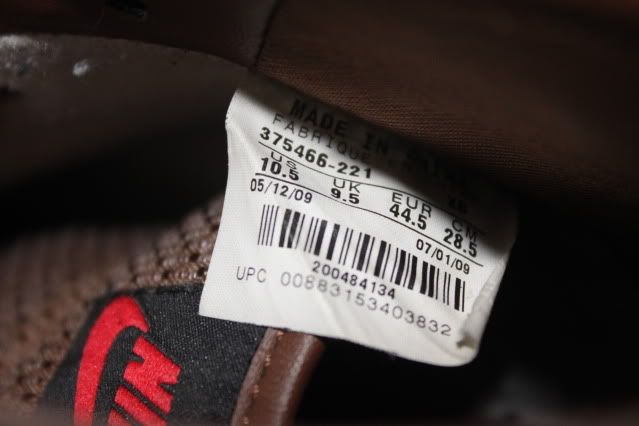 MADE IN
FABRIQUE
375466-221
US UK EUR CM
10.5 9.5 44.5 28.5
05/12/09 07/01/09
200484134
UPC 00883153403832